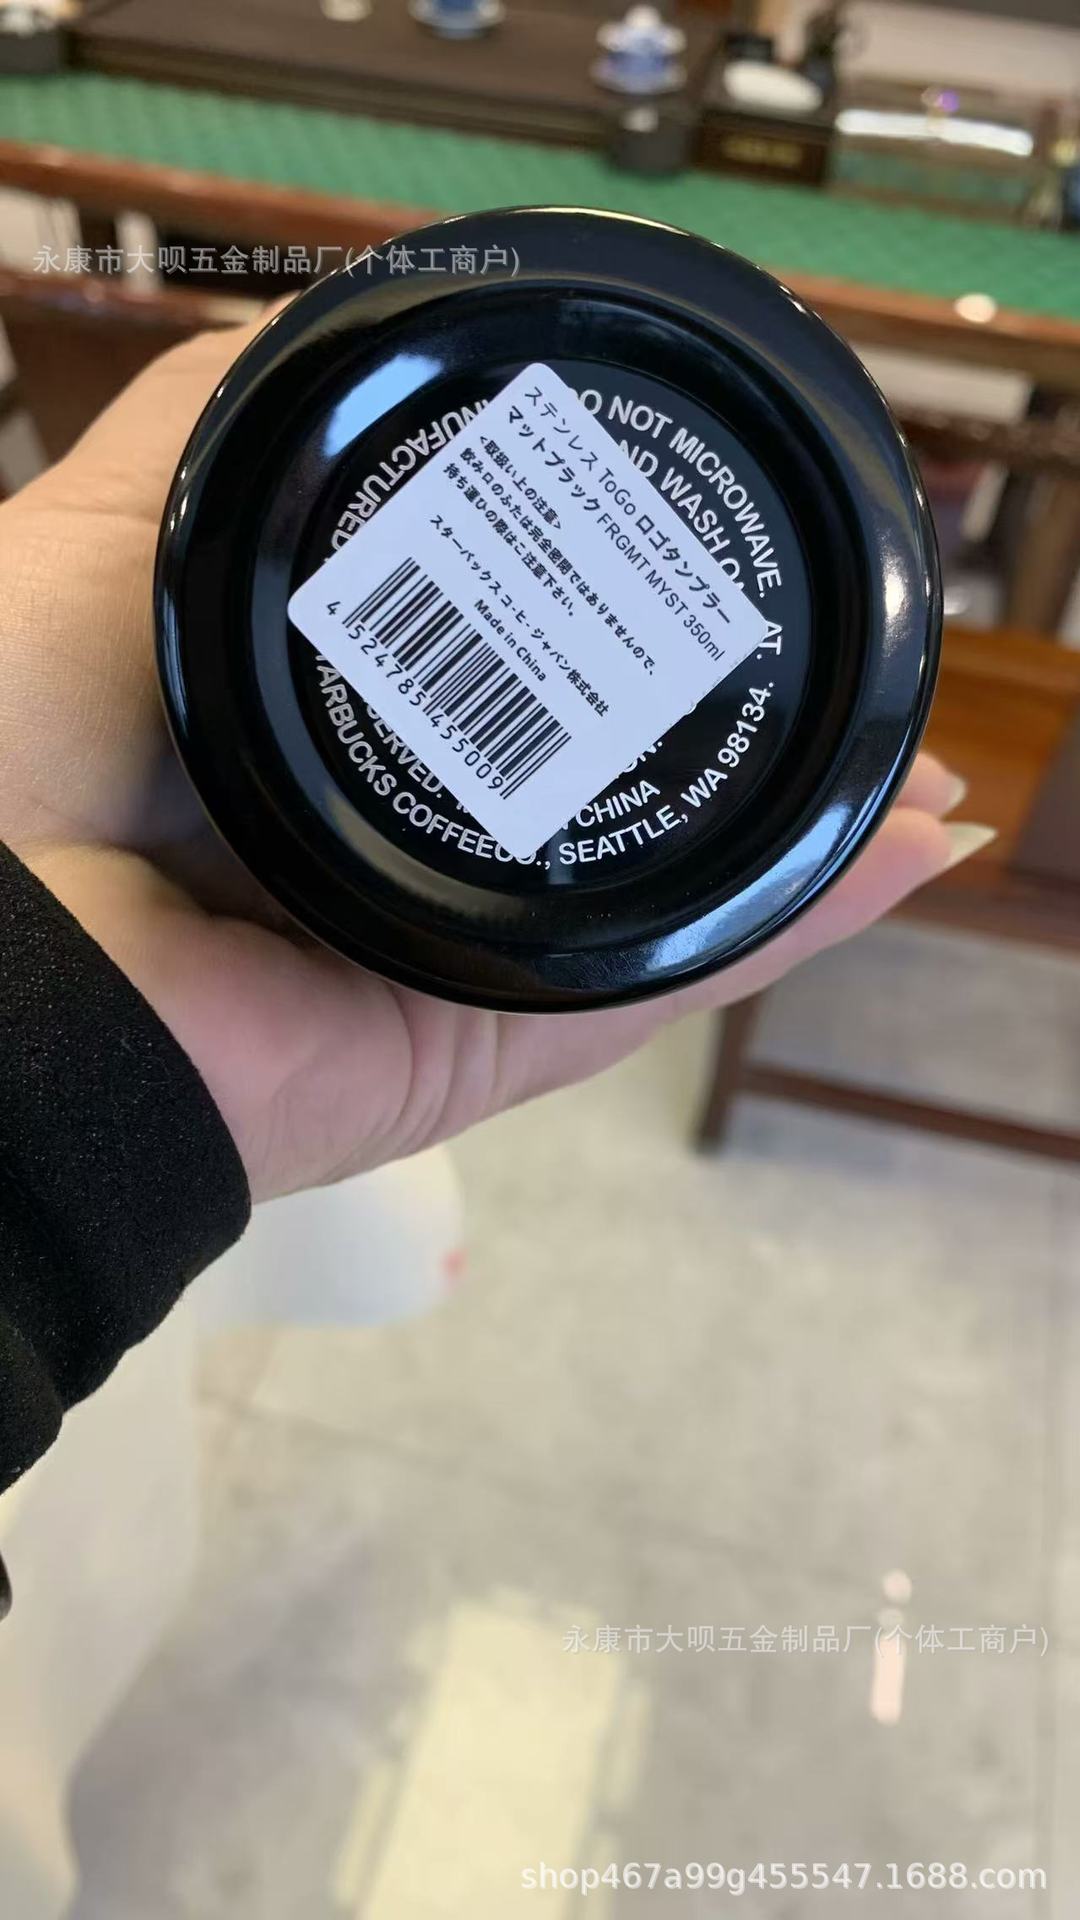 永康市大呗五金制品厂(个体工商户)
ステンレス ToGo ロゴタンブラー
マットブラック FRGMT MYST 350ml
<取扱い上の注意>
飲み口のふたは完全密閉ではありませんので、
持ち運びの際はご注意下さい。
スターバックス コーヒー ジャパン株式会社
Made in China
4 524785 455009
DO NOT MICROWAVE.
HAND WASH
SEATTLE, WA 98134.
STARBUCKS COFFEE CO.,
CHINA
永康市大呗五金制品厂(个体工商户)
shop467a99g455547.1688.com